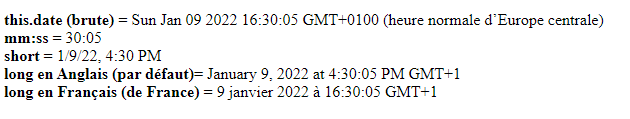 this.date (brute) = Sun Jan 09 2022 16:30:05 GMT+0100 (heure normale d’Europe centrale)
mm:ss = 30:05
short = 1/9/22, 4:30 PM
long en Anglais (par défaut)= January 9, 2022 at 4:30:05 PM GMT+1
long en Français (de France) = 9 janvier 2022 à 16:30:05 GMT+1